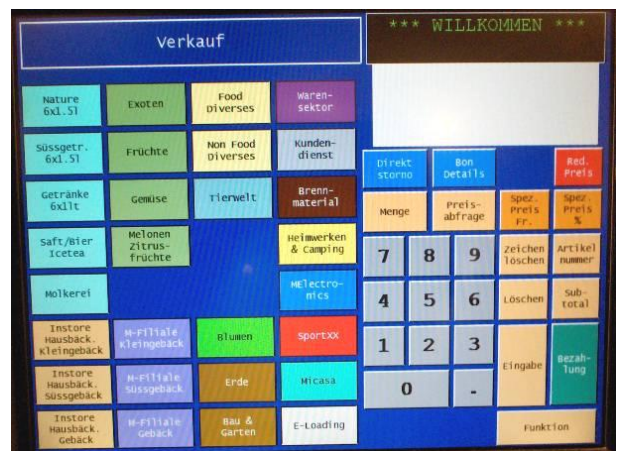 Verkauf
*** WILLKOMMEN ***
Nature
6x1.5l
Exoten
Food
Diverses
Waren-
sektor
Süssgetr.
6x1.5l
Früchte
Non Food
Diverses
Kunden-
dienst
Getränke
6x1lt
Gemüse
Tierwelt
Brenn-
material
Saft/Bier
Icetea
Melonen
Zitrus-
früchte
Heimwerken
& Camping
Molkerei
MElectro-
nics
Instore
Hausbäck.
Kleingebäck
M-Filiale
Kleingebäck
Blumen
SportXX
Instore
Hausbäck.
Süssgebäck
M-Filiale
Süssgebäck
Erde
Micasa
Instore
Hausbäck.
Gebäck
M-Filiale
Gebäck
Bau &
Garten
E-Loading
Direkt
storno
Bon
Details
Red.
Preis
Menge
Preis-
abfrage
Spez.
Preis
Fr.
Spez.
Preis
%
7
8
9
Zeichen
löschen
Artikel
nummer
4
5
6
Löschen
Sub-
total
1
2
3
Eingabe
Bezah-
lung
0
.
Funktion